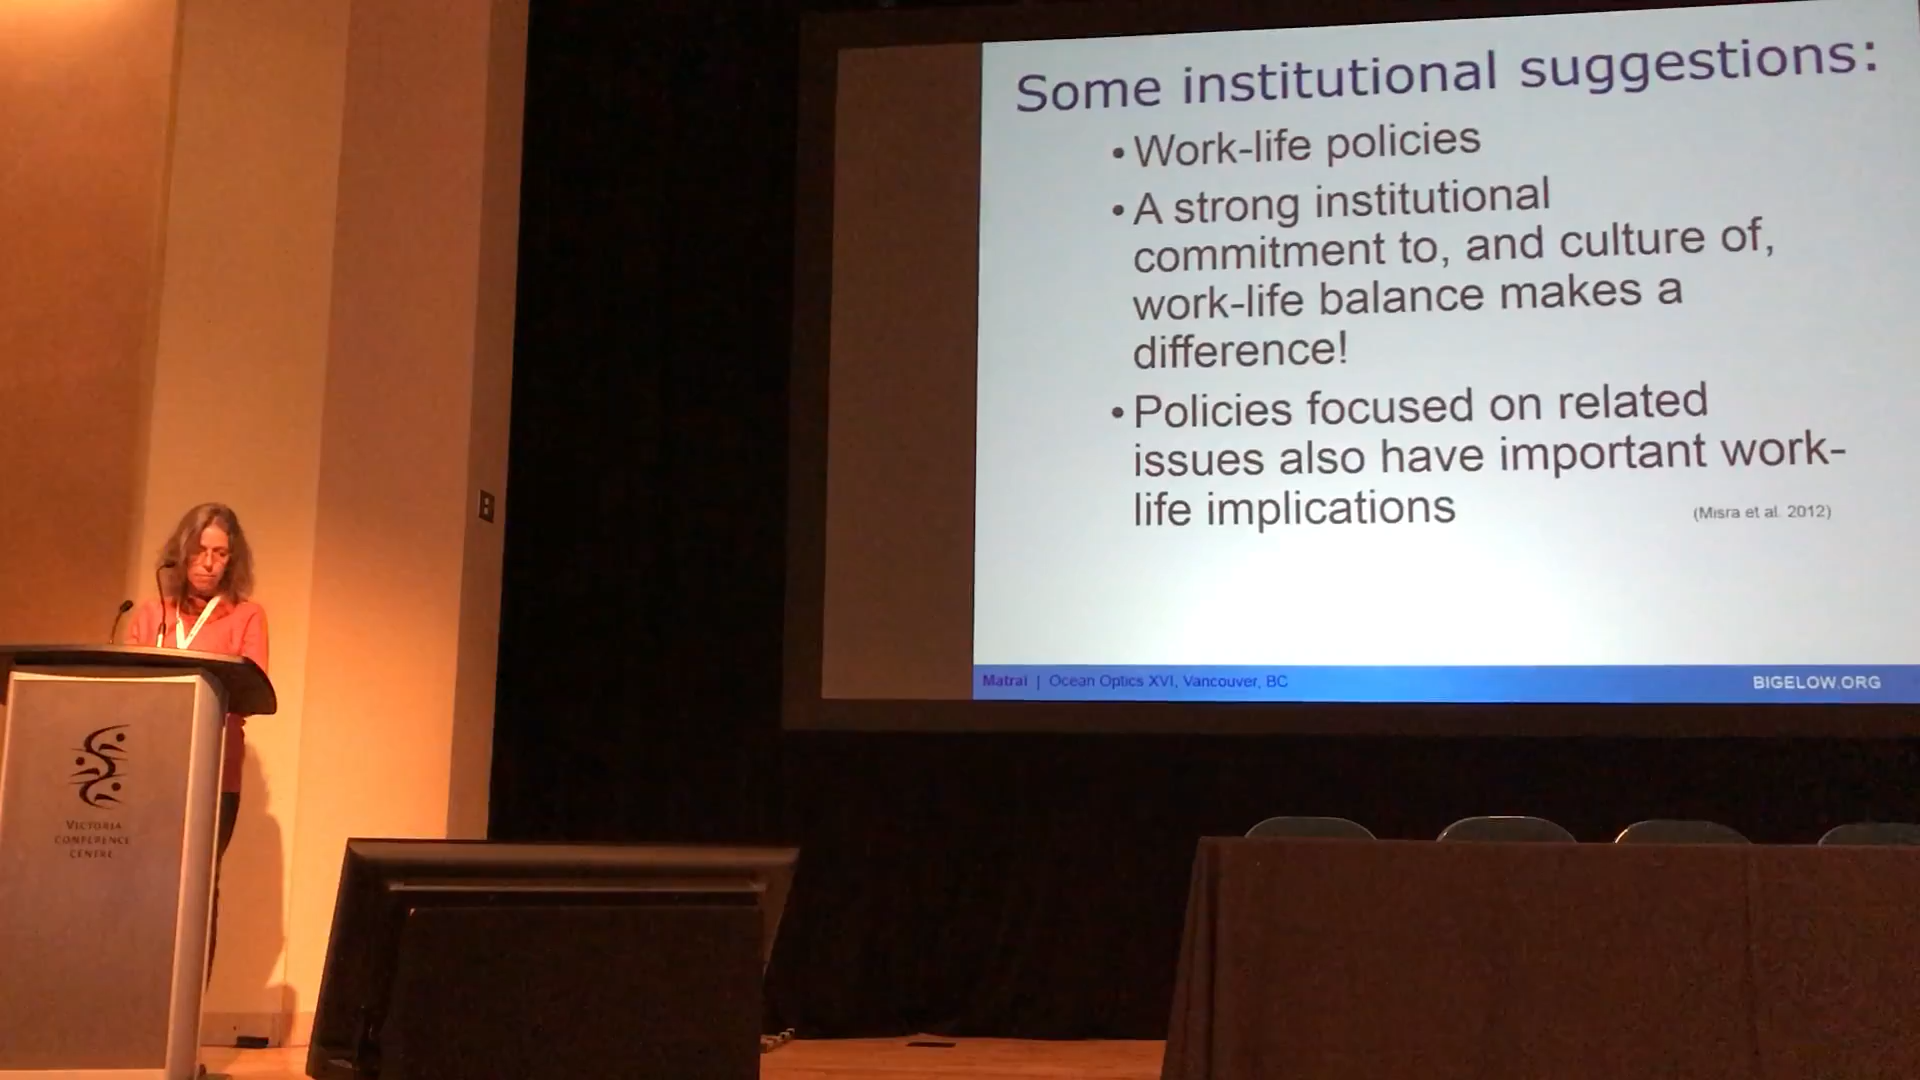 Some institutional suggestions:
• Work-life policies
• A strong institutional
commitment to, and culture of,
work-life balance makes a
difference!
• Policies focused on related
issues also have important work-
life implications
(Misra et al. 2012)
Matrai | Ocean Optics XVI, Vancouver, BC
BIGELOW.ORG
VICTORIA
CONFERENCE
CENTRE